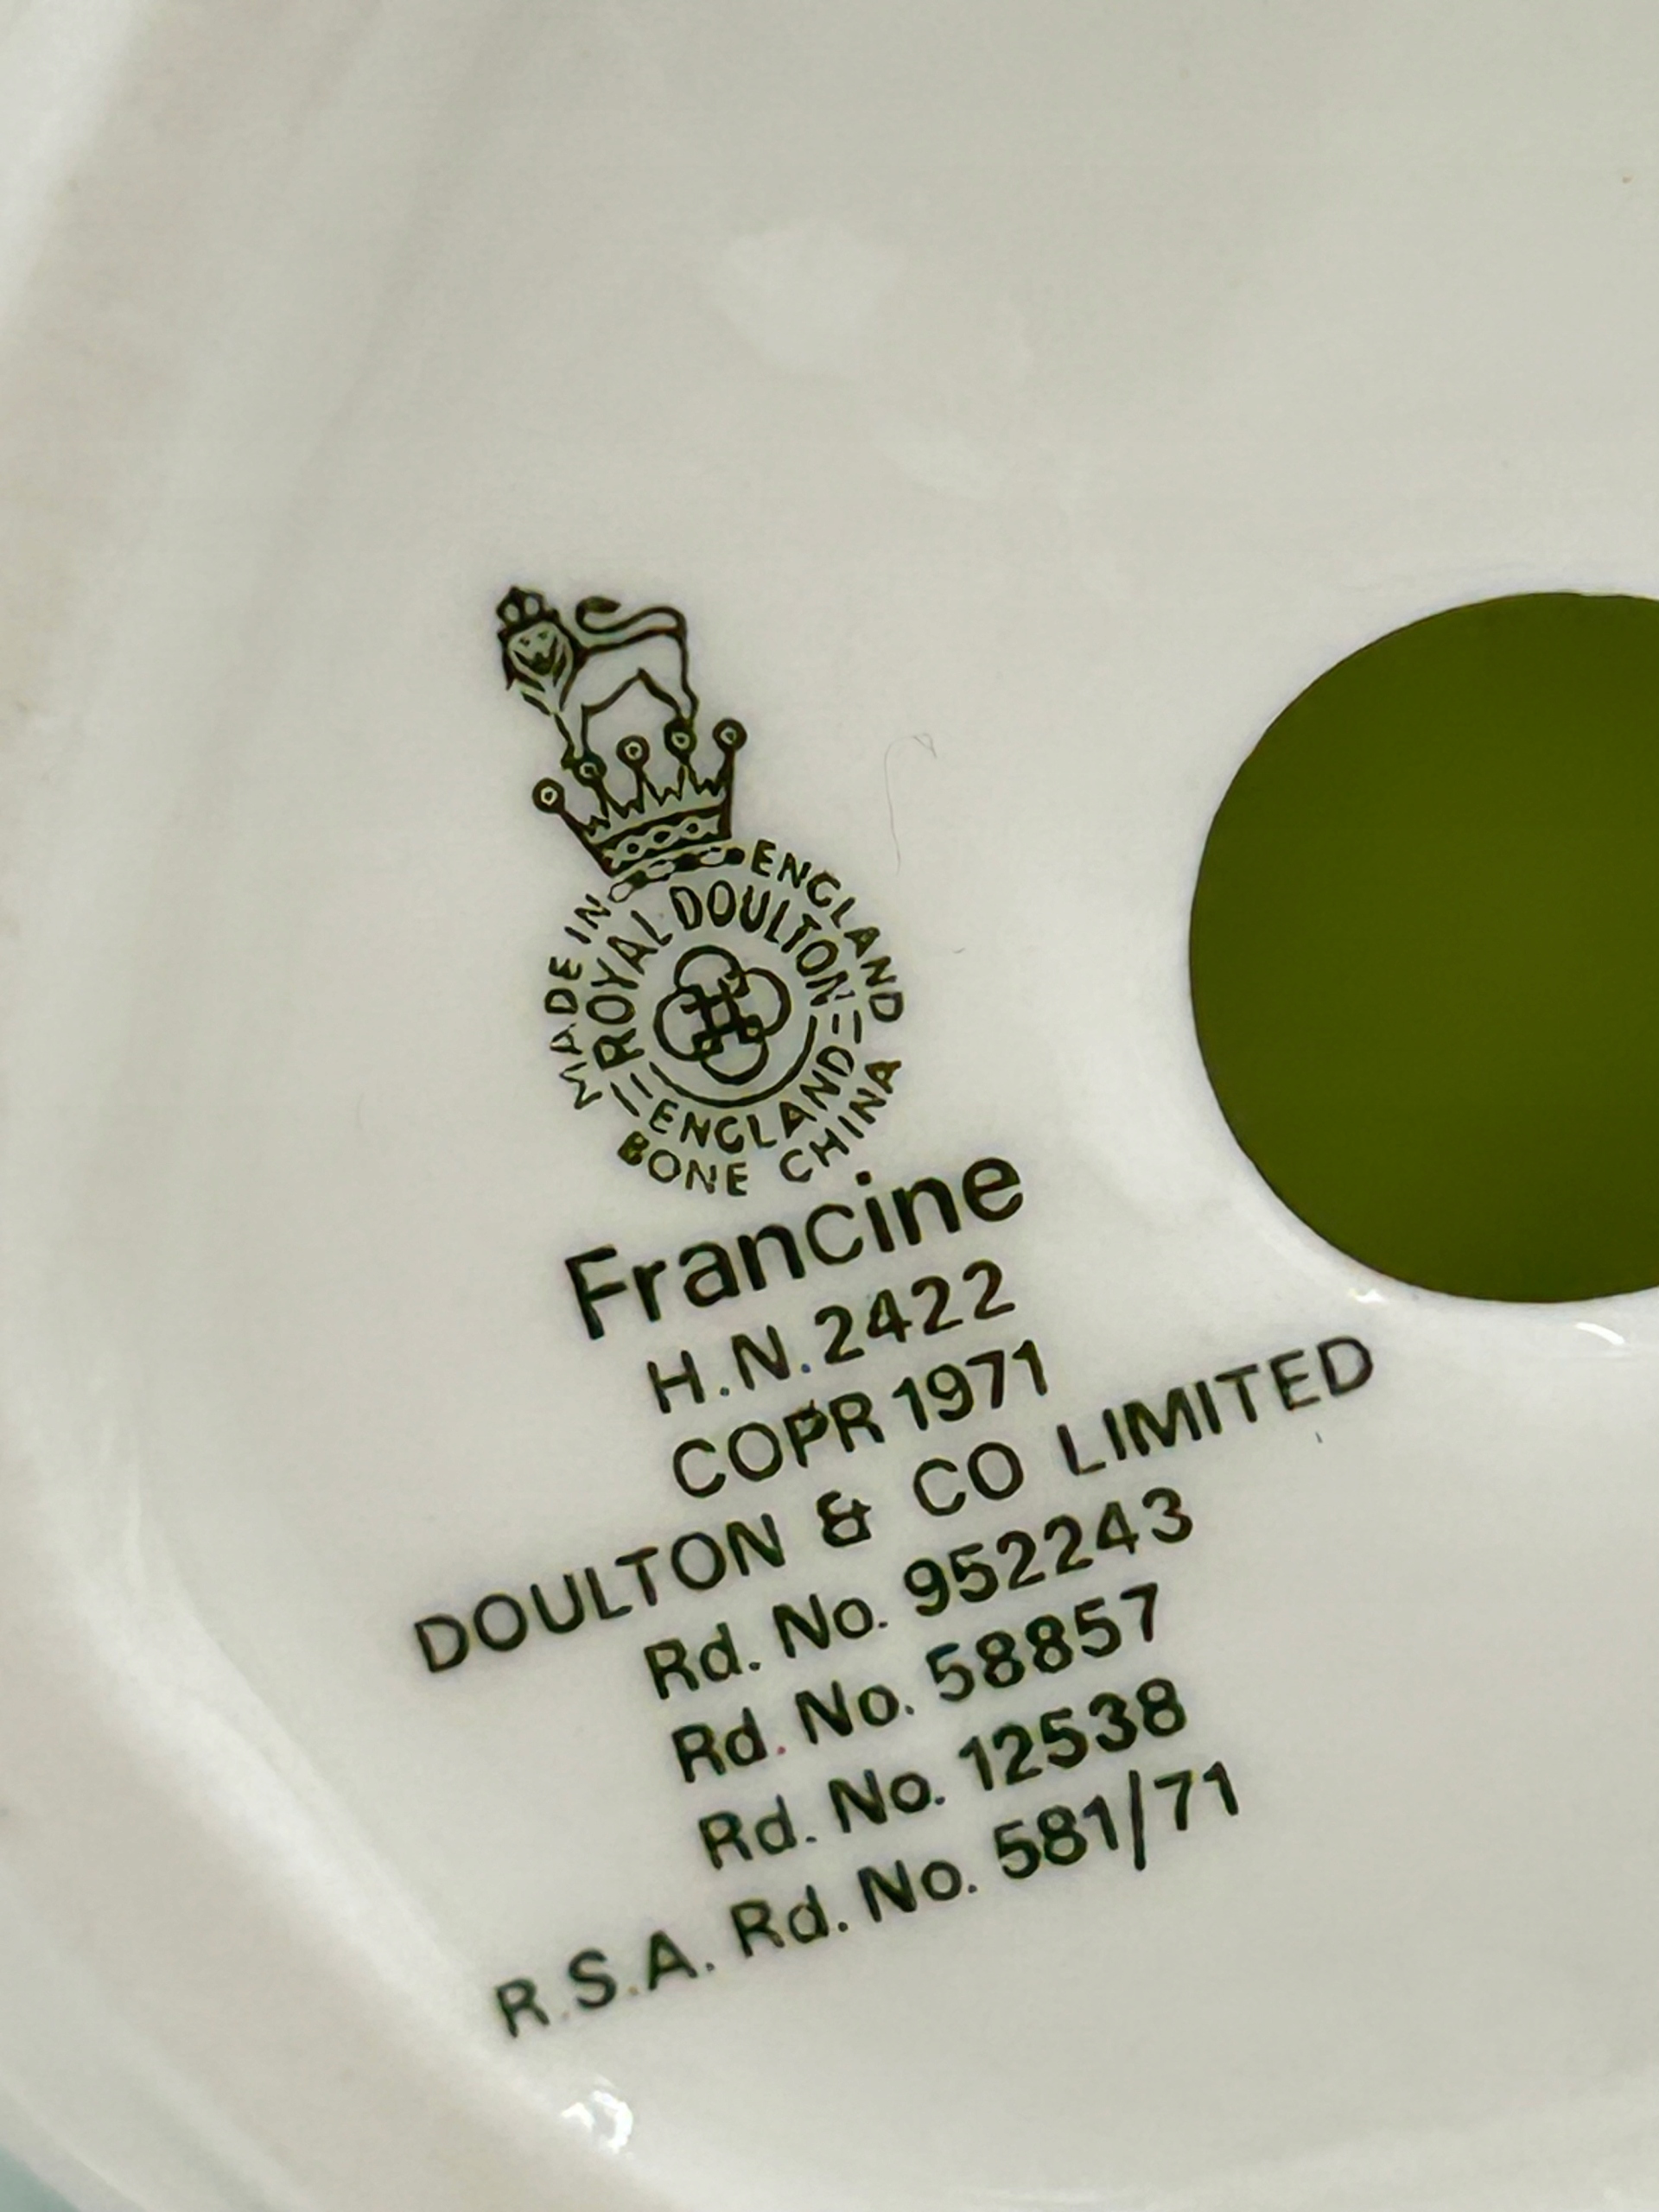 MADE IN ENGLAND
ROYAL DOULTON
ENGLAND
BONE CHINA
Francine
H.N. 2422
COPR 1971
DOULTON & CO LIMITED
Rd. No. 952243
Rd. No. 58857
Rd. No. 12538
R.S.A. Rd. No. 581/71